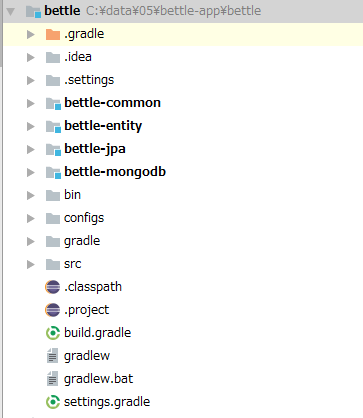 bettle C:¥data¥05¥bettle-app¥bettle
.gradle
.idea
.settings
bettle-common
bettle-entity
bettle-jpa
bettle-mongodb
bin
configs
gradle
src
.classpath
.project
build.gradle
gradlew
gradlew.bat
settings.gradle